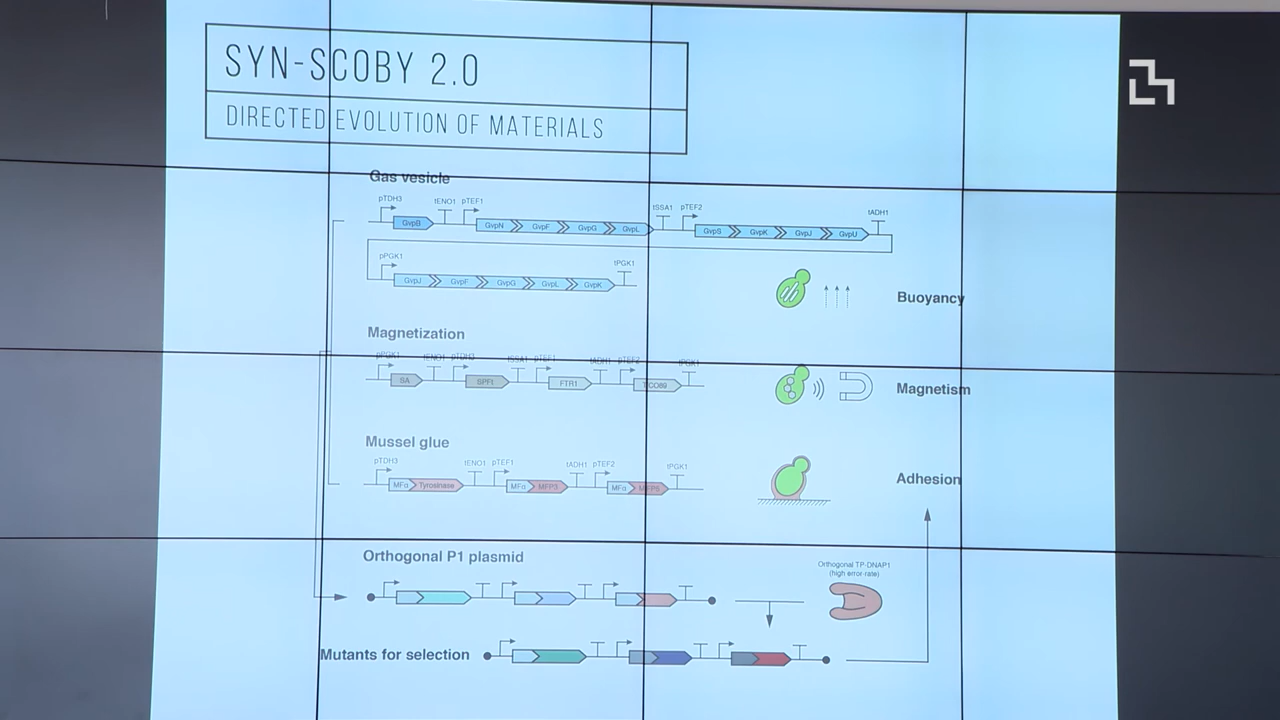 SYN-SCOBY 2.0
DIRECTED EVOLUTION OF MATERIALS
Gas vesicle
pTDH3 tENO1 pTEF1 tSSA1 pTEF2 tADH1
GvpB GvpN GvpF GvpG GvpL GvpS GvpK GvpJ GvpU
pPGK1 tPGK1
GvpJ GvpF GvpG GvpL GvpK
Buoyancy
Magnetization
pPGK1 tENO1 pTDH3 tSSA1 pTEF1 tADH1 pTEF2 tPGK1
SA SPFt FTR1 TCO89
Magnetism
Mussel glue
pTDH3 tENO1 pTEF1 tADH1 pTEF2 tPGK1
MFα Tyrosinase MFα MFP3 MFα MFP5
Adhesion
Orthogonal P1 plasmid
Orthogonal TP-DNAP1
(high error-rate)
Mutants for selection